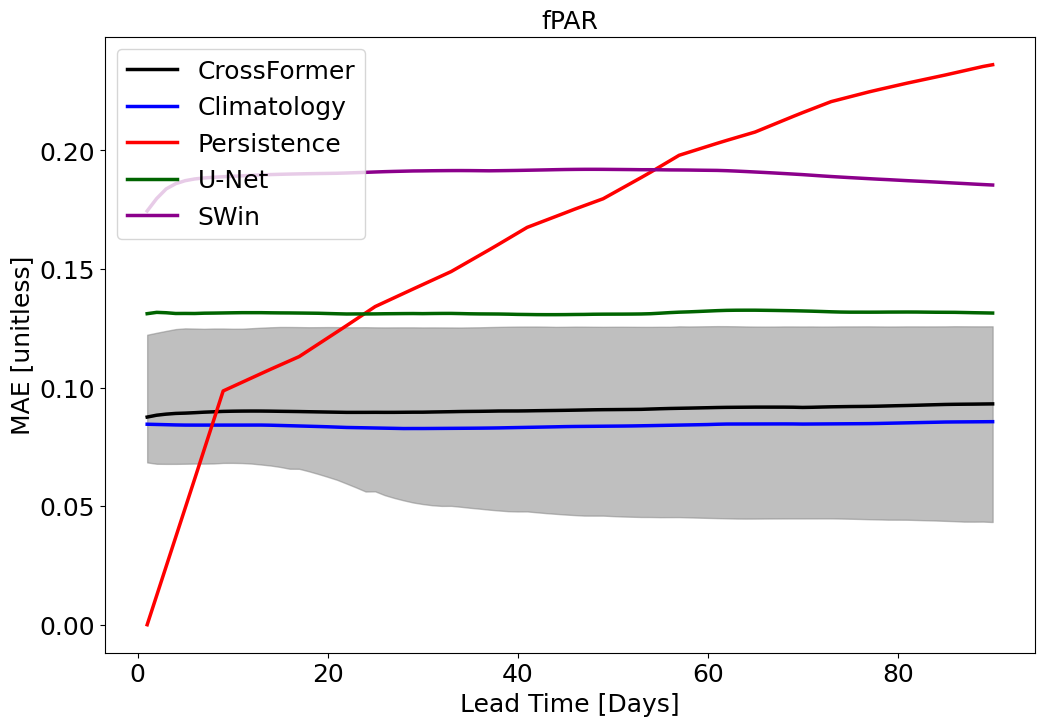 fPAR
CrossFormer
Climatology
Persistence
U-Net
SWin
MAE [unitless]
0.20
0.15
0.10
0.05
0.00
0 20 40 60 80
Lead Time [Days]